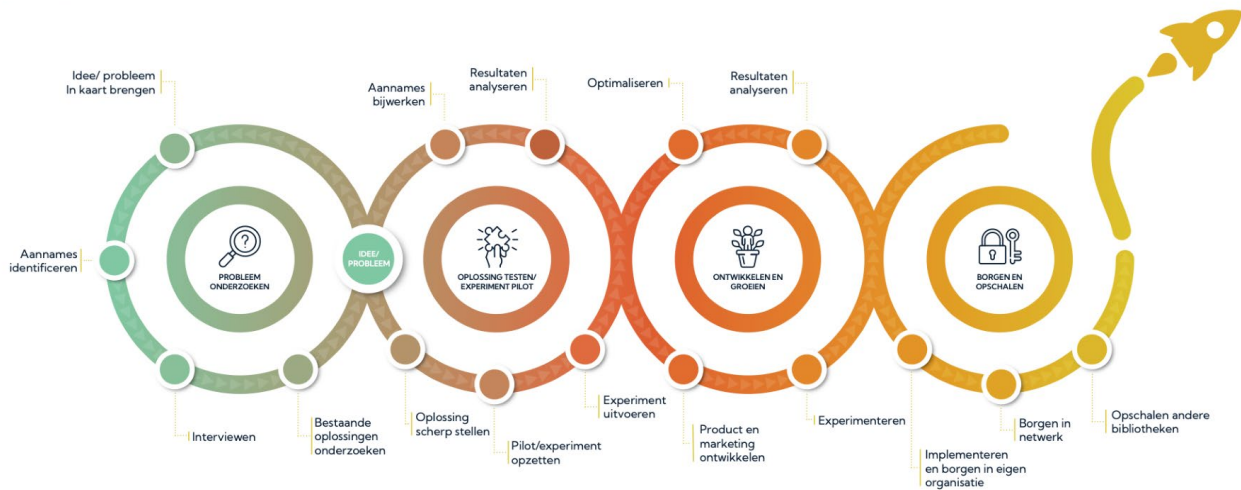 Idee/ probleem
In kaart brengen
Aannames
identificeren
Interviewen
Bestaande
oplossingen
onderzoeken
?
PROBLEEM
ONDERZOEKEN
IDEE/
PROBLEEM
Aannames
bijwerken
Resultaten
analyseren
OPLOSSING TESTEN/
EXPERIMENT PILOT
Oplossing
scherp stellen
Pilot/experiment
opzetten
Experiment
uitvoeren
Optimaliseren
Resultaten
analyseren
ONTWIKKELEN EN
GROEIEN
Product en
marketing
ontwikkelen
Experimenteren
BORGEN EN
OPSCHALEN
Implementeren
en borgen in eigen
organisatie
Borgen in
netwerk
Opschalen andere
bibliotheken